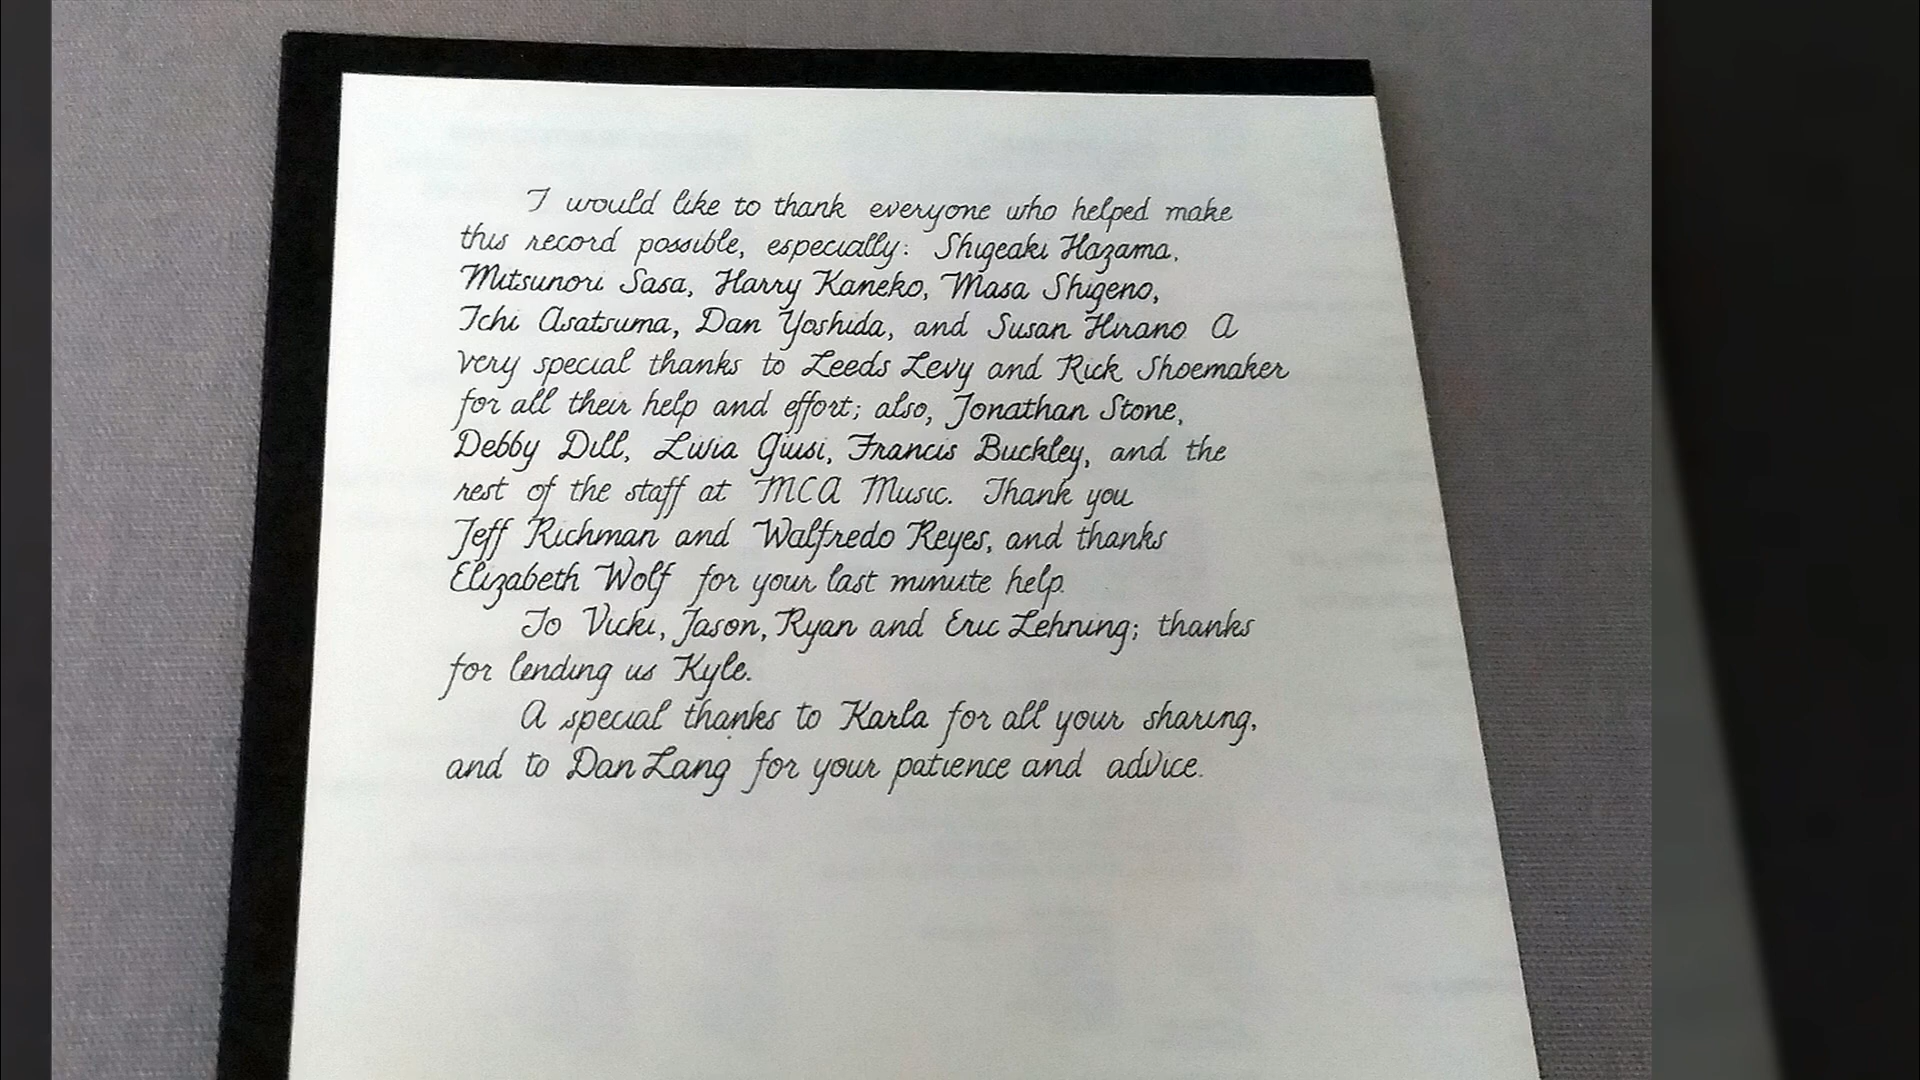 I would like to thank everyone who helped make
this record possible, especially: Shigeaki Hazama,
Mitsunori Sasa, Harry Kaneko, Masa Shigeno,
Ichi Asatsuma, Dan Yoshida, and Susan Hirano. A
very special thanks to Leeds Levy and Rick Shoemaker
for all their help and effort; also, Jonathan Stone,
Debby Dill, Livia Giusi, Francis Buckley, and the
rest of the staff at MCA Music. Thank you
Jeff Richman and Walfredo Reyes, and thanks
Elizabeth Wolf for your last minute help.
To Vicki, Jason, Ryan and Eric Lehning; thanks
for lending us Kyle.
A special thanks to Karla for all your sharing,
and to Dan Lang for your patience and advice.